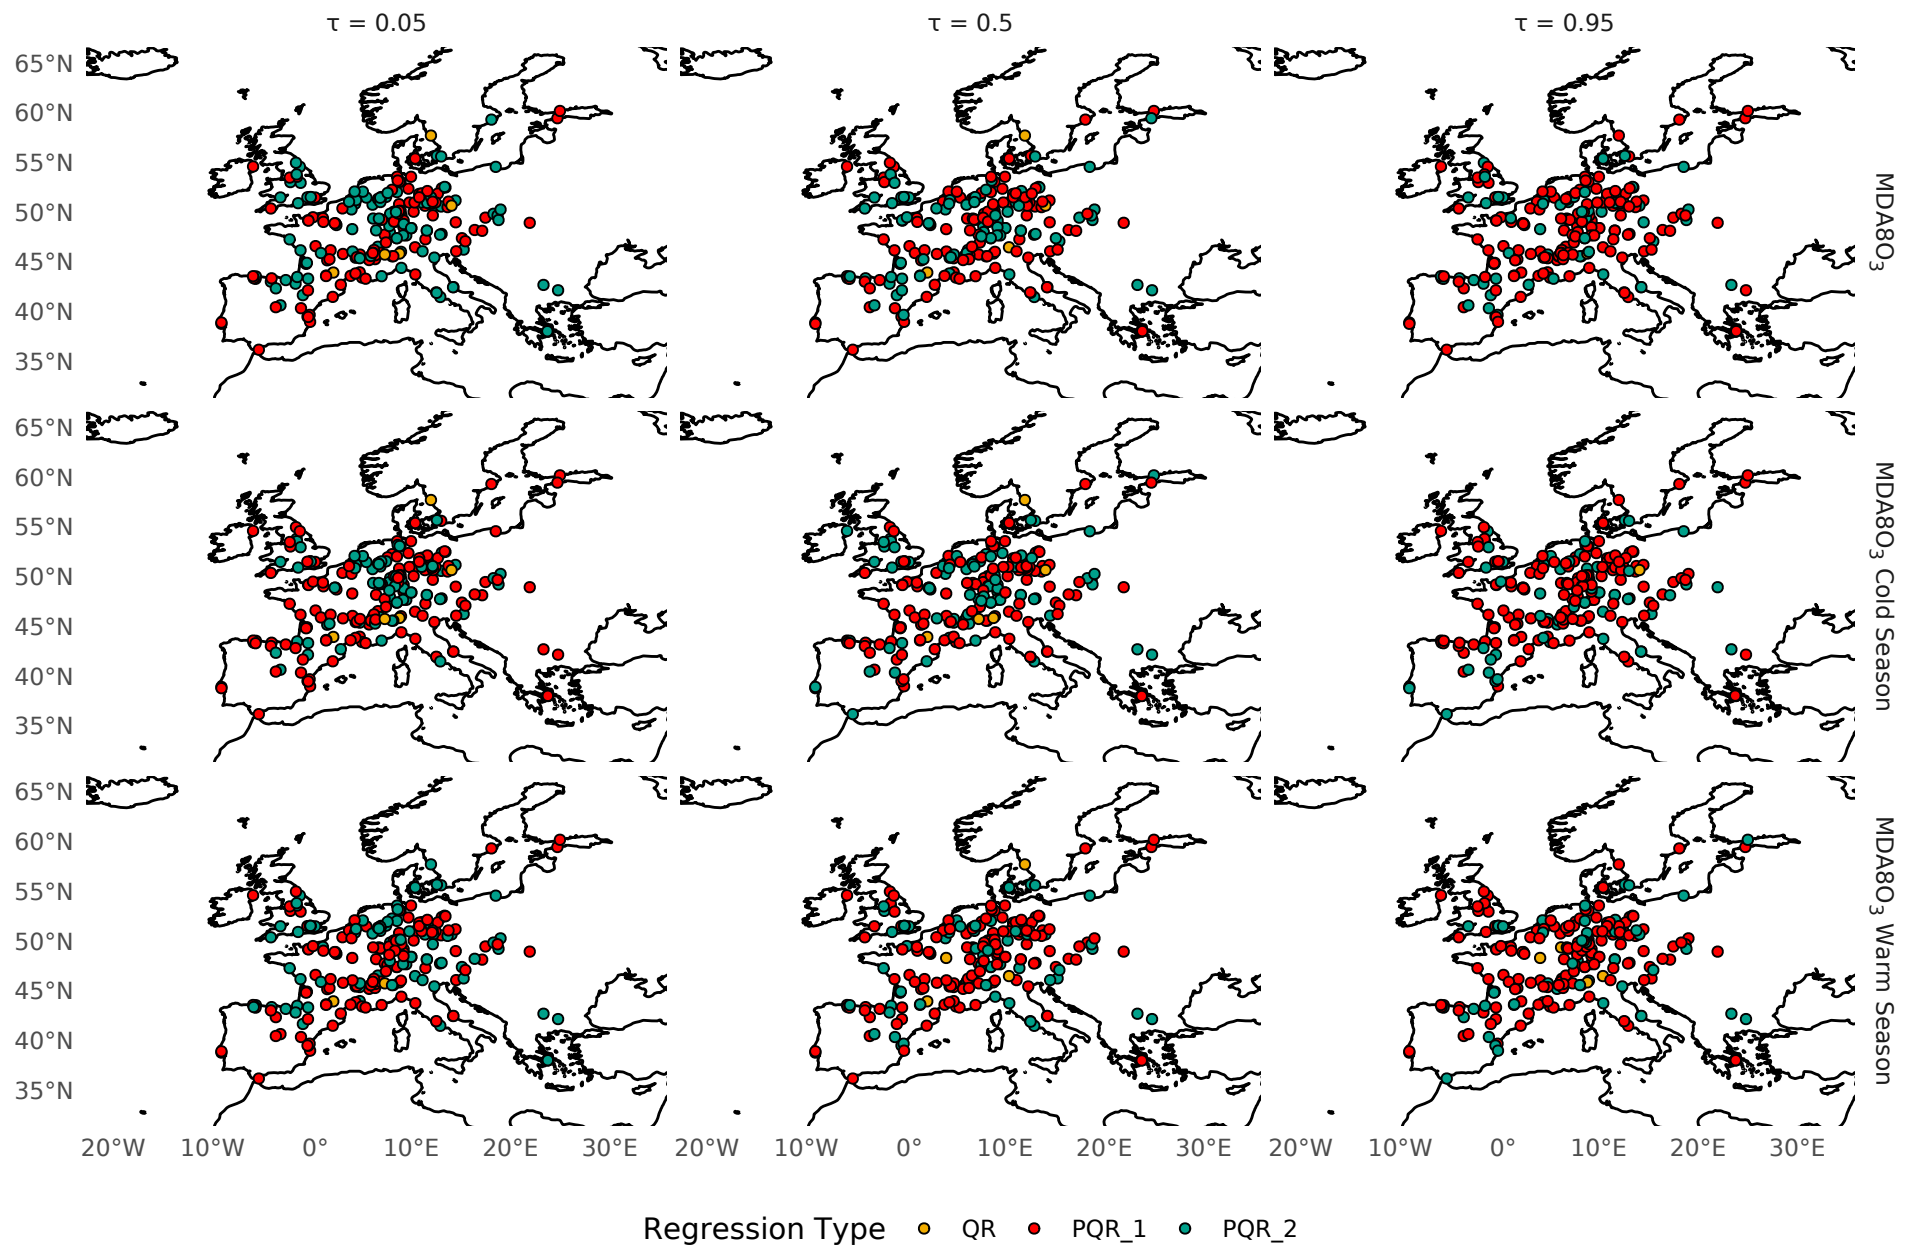 τ = 0.05 τ = 0.5 τ = 0.95
65°N
60°N
55°N
50°N
45°N
40°N
35°N
MDA8O₃
65°N
60°N
55°N
50°N
45°N
40°N
35°N
MDA8O₃ Cold Season
65°N
60°N
55°N
50°N
45°N
40°N
35°N
MDA8O₃ Warm Season
20°W 10°W 0° 10°E 20°E 30°E 20°W 10°W 0° 10°E 20°E 30°E 20°W 10°W 0° 10°E 20°E 30°E
Regression Type QR PQR_1 PQR_2